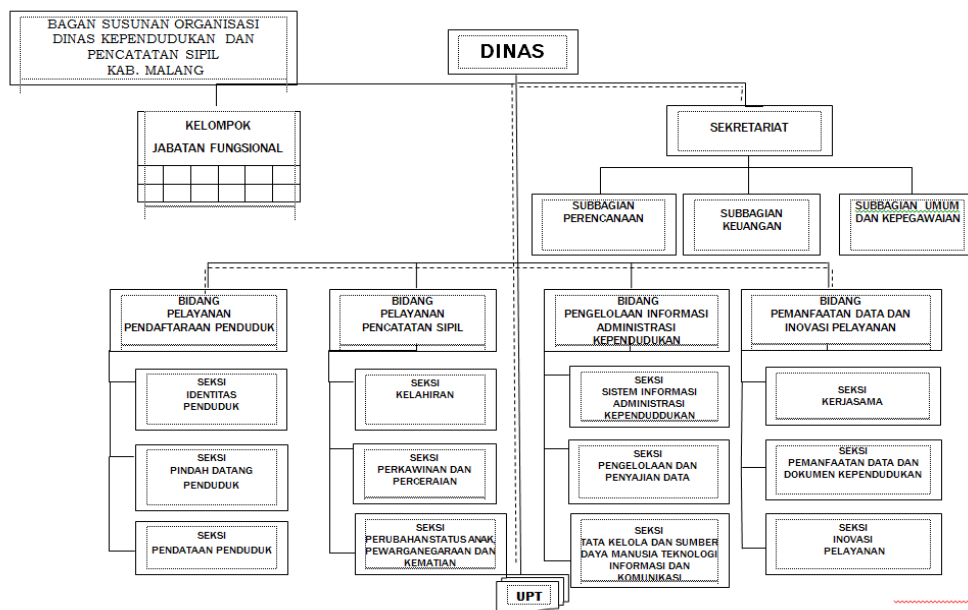 BAGAN SUSUNAN ORGANISASI
DINAS KEPENDUDUKAN DAN
PENCATATAN SIPIL
KAB. MALANG
DINAS
KELOMPOK
JABATAN FUNGSIONAL
SEKRETARIAT
SUBBAGIAN
PERENCANAAN
SUBBAGIAN
KEUANGAN
SUBBAGIAN UMUM
DAN KEPEGAWAIAN
BIDANG
PELAYANAN
PENDAFTARAAN PENDUDUK
SEKSI
IDENTITAS
PENDUDUK
SEKSI
PINDAH DATANG
PENDUDUK
SEKSI
PENDATAAN PENDUDUK
BIDANG
PELAYANAN
PENCATATAN SIPIL
SEKSI
KELAHIRAN
SEKSI
PERKAWINAN DAN
PERCERAIAN
SEKSI
PERUBAHAN STATUS ANAK,
PEWARGANEGARAAN DAN
KEMATIAN
BIDANG
PENGELOLAAN INFORMASI
ADMINISTRASI
KEPENDUDUKAN
SEKSI
SISTEM INFORMASI
ADMINISTRASI
KEPENDUDDUKAN
SEKSI
PENGELOLAAN DAN
PENYAJIAN DATA
SEKSI
TATA KELOLA DAN SUMBER
DAYA MANUSIA TEKNOLOGI
INFORMASI DAN
KOMUNIKASI
BIDANG
PEMANFAATAN DATA DAN
INOVASI PELAYANAN
SEKSI
KERJASAMA
SEKSI
PEMANFAATAN DATA DAN
DOKUMEN KEPENDUDUKAN
SEKSI
INOVASI
PELAYANAN
UPT